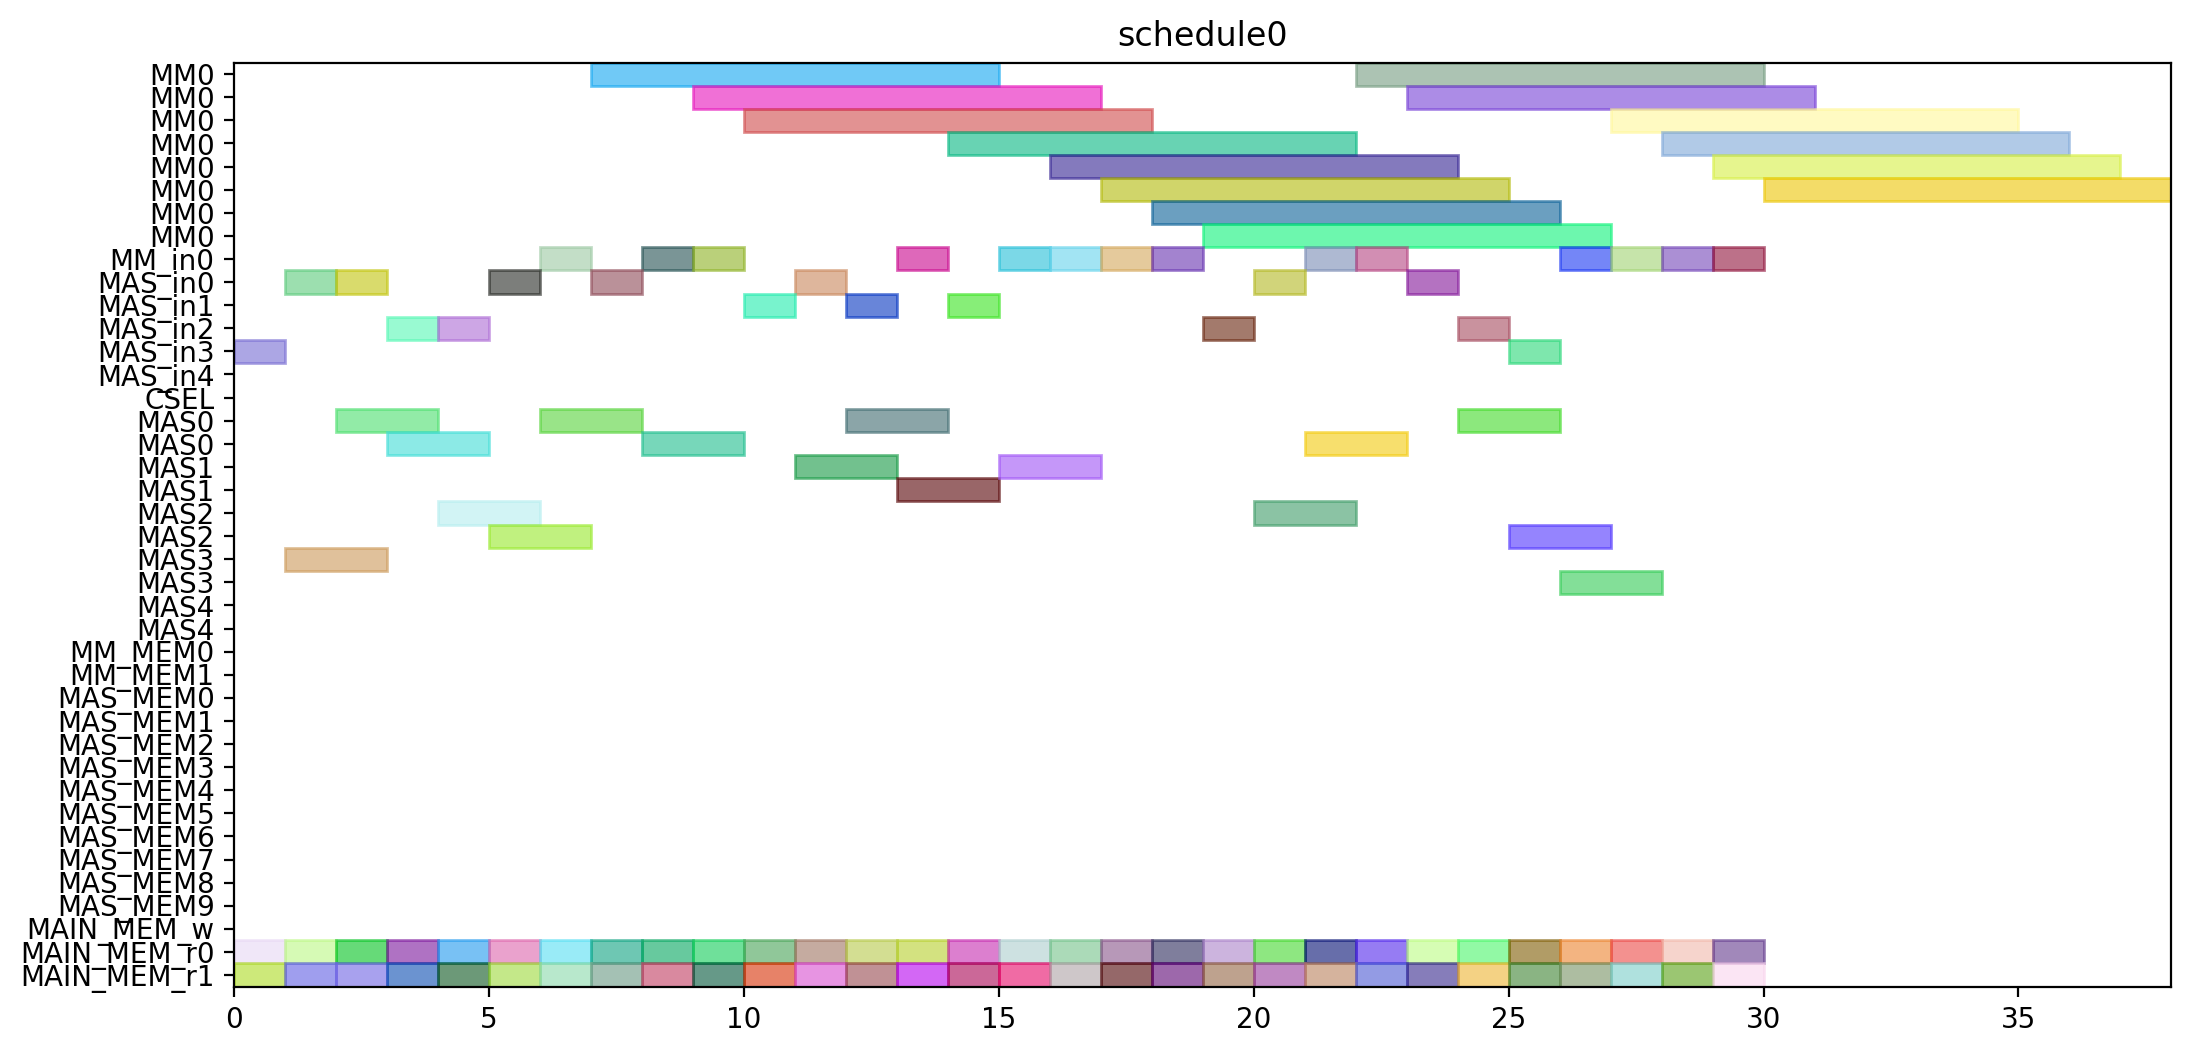 schedule0
MM0
MM0
MM0
MM0
MM0
MM0
MM0
MM0
MM_in0
MAS_in0
MAS_in1
MAS_in2
MAS_in3
MAS_in4
CSEL
MAS0
MAS0
MAS1
MAS1
MAS2
MAS2
MAS3
MAS3
MAS4
MAS4
MM_MEM0
MM_MEM1
MAS_MEM0
MAS_MEM1
MAS_MEM2
MAS_MEM3
MAS_MEM4
MAS_MEM5
MAS_MEM6
MAS_MEM7
MAS_MEM8
MAS_MEM9
MAIN_MEM_w
MAIN_MEM_r0
MAIN_MEM_r1
0 5 10 15 20 25 30 35